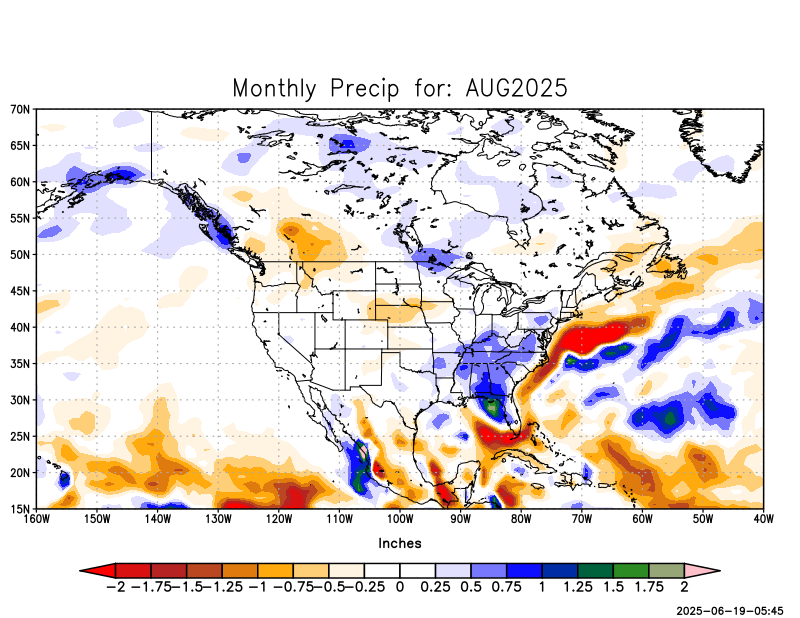 Monthly Precip for: AUG2025
70N
65N
60N
55N
50N
45N
40N
35N
30N
25N
20N
15N
160W 150W 140W 130W 120W 110W 100W 90W 80W 70W 60W 50W 40W
Inches
-2 -1.75 -1.5 -1.25 -1 -0.75 -0.5 -0.25 0 0.25 0.5 0.75 1 1.25 1.5 1.75 2
2025-06-19-05:45